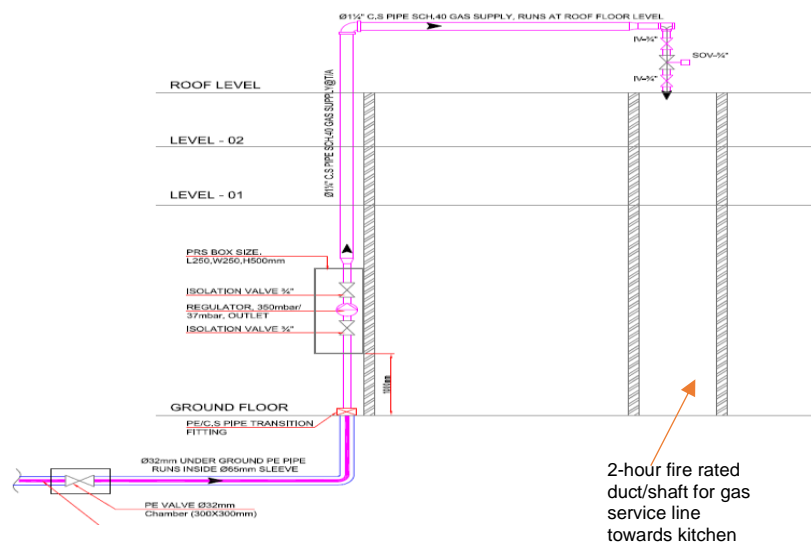 Ø1¼" C.S PIPE SCH,40 GAS SUPPLY, RUNS AT ROOF FLOOR LEVEL
IV-¾"
SOV-¾"
IV-¾"
ROOF LEVEL
Ø1¼" C.S PIPE SCH,40 GAS SUPPLY@T/A
LEVEL - 02
LEVEL - 01
PRS BOX SIZE.
L250,W250,H500mm
ISOLATION VALVE ¾"
REGULATOR, 350mbar/
37mbar, OUTLET
ISOLATION VALVE ¾"
1000mm
GROUND FLOOR
PE/C,S PIPE TRANSITION
FITTING
Ø32mm UNDER GROUND PE PIPE
RUNS INSIDE Ø65mm SLEEVE
PE VALVE Ø32mm
Chamber (300X300mm)
2-hour fire rated
duct/shaft for gas
service line
towards kitchen